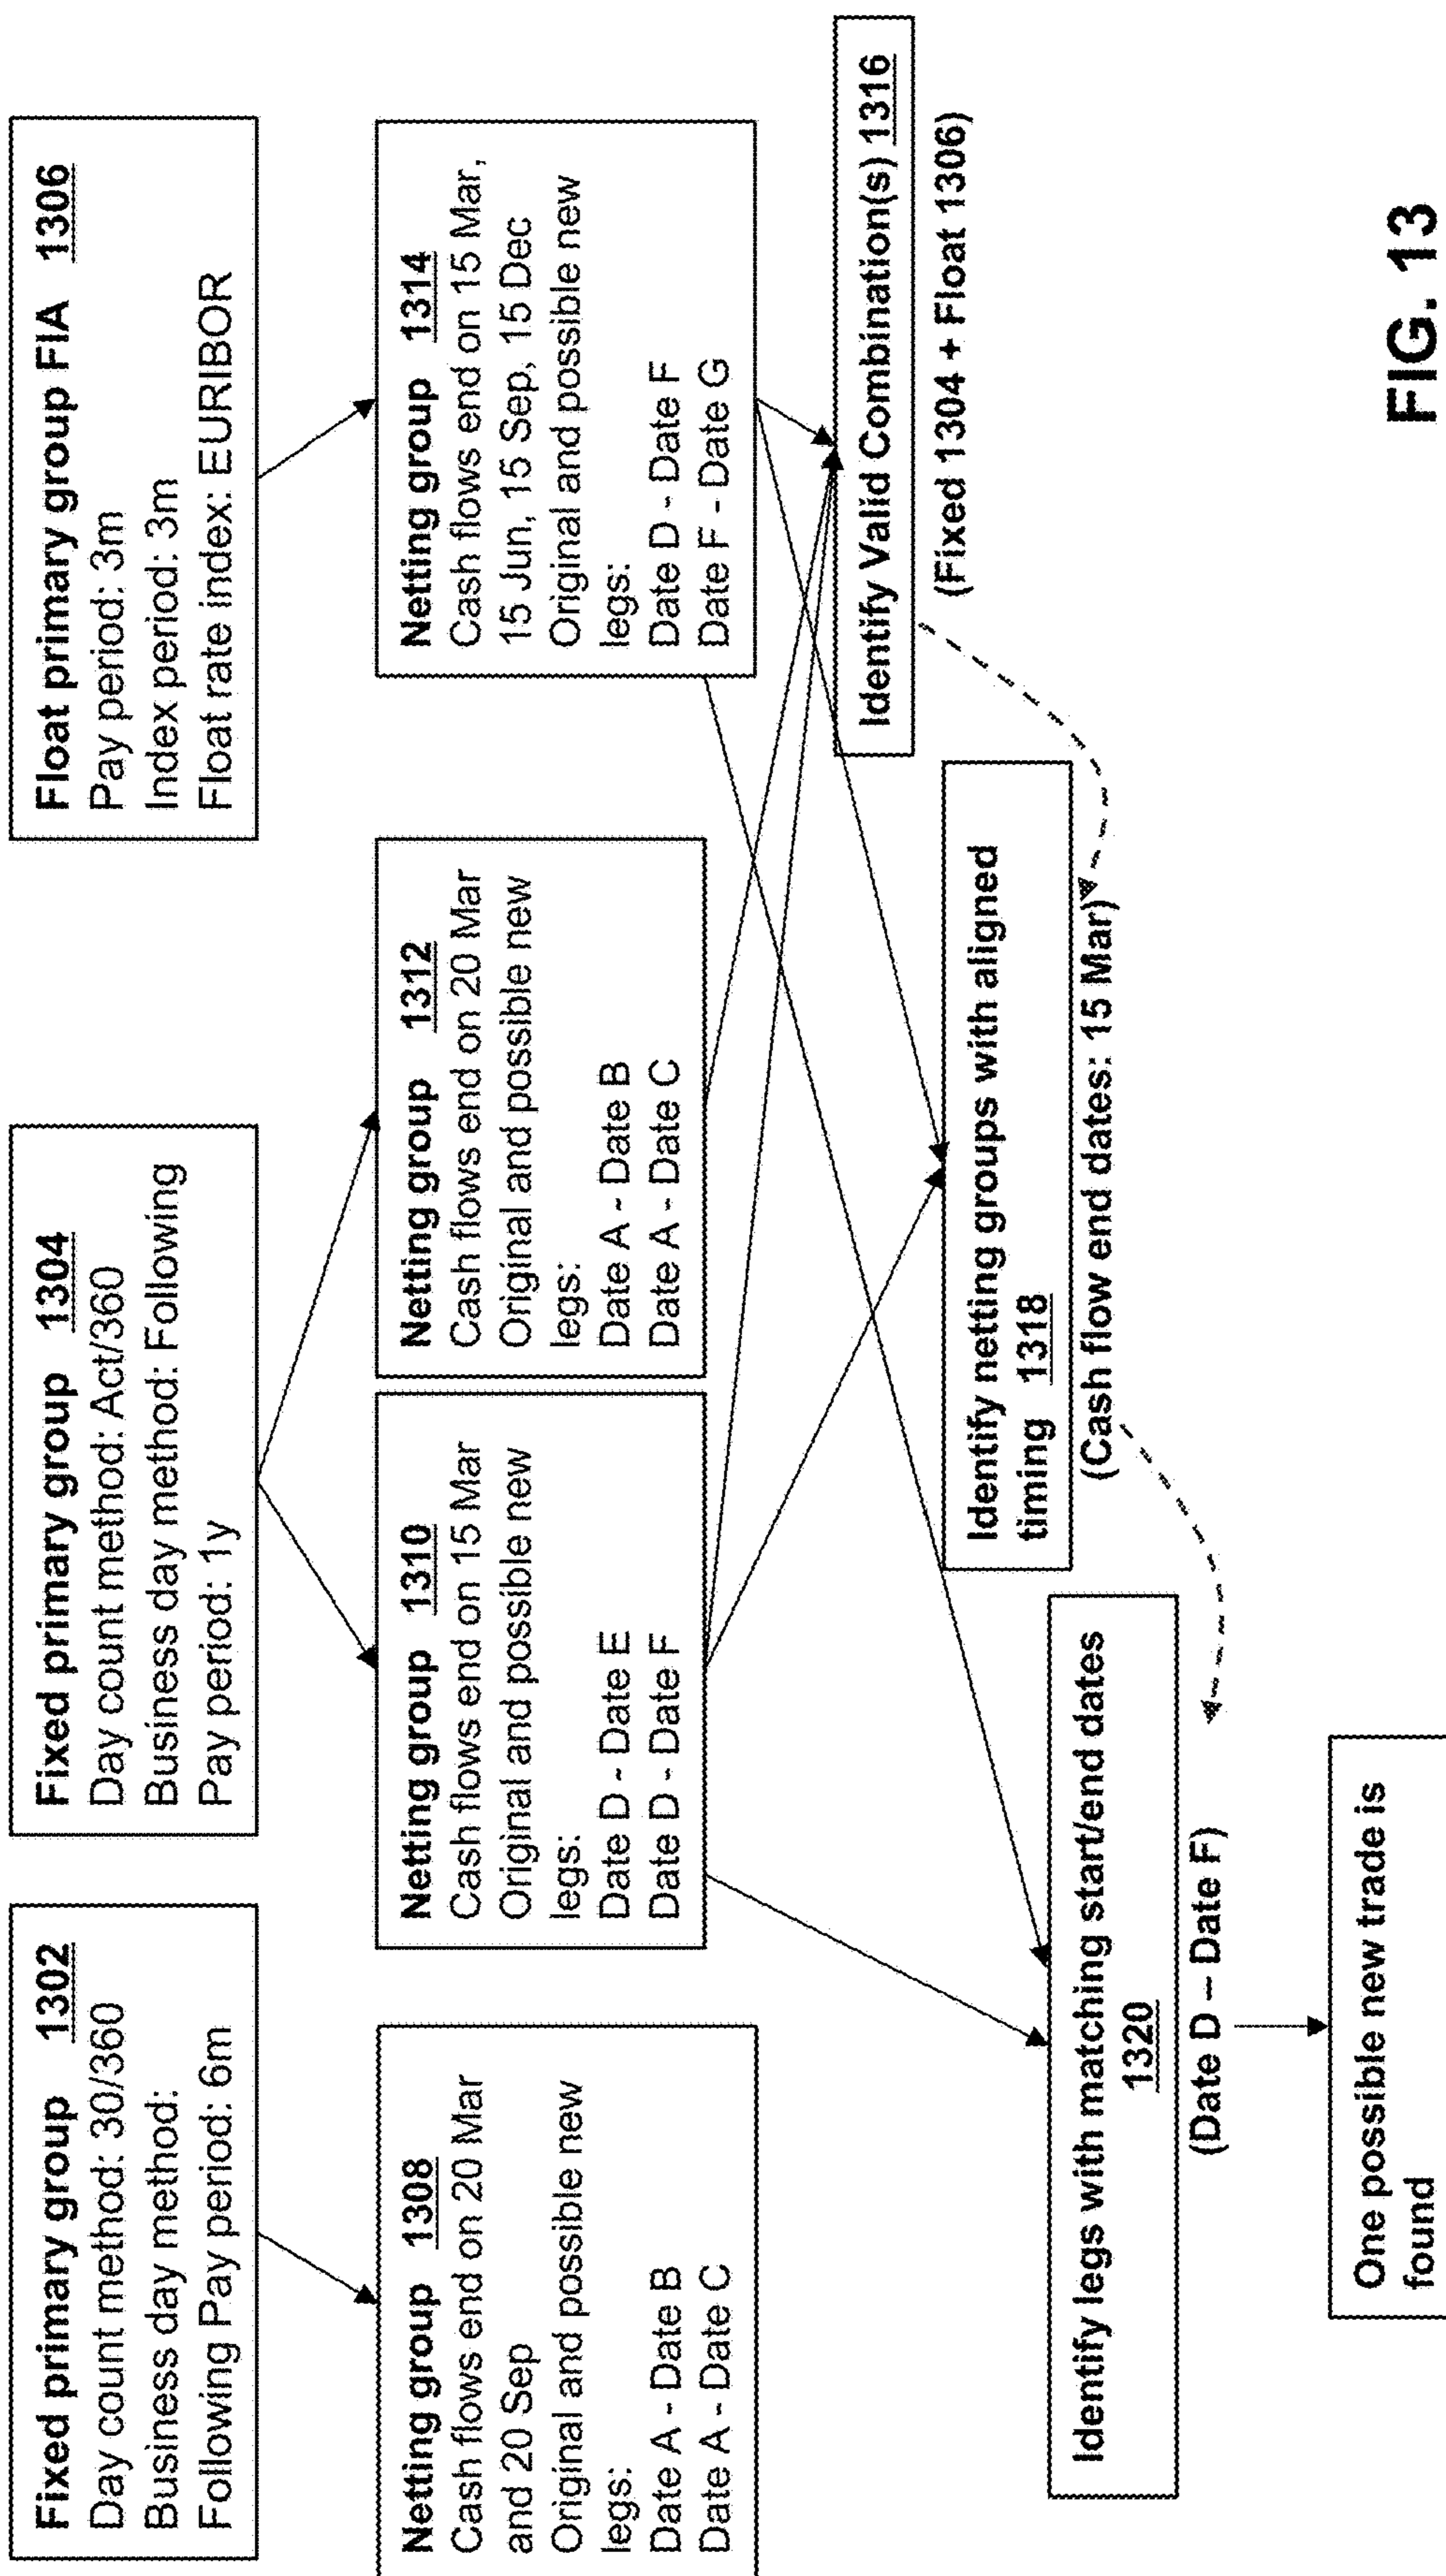 Fixed primary group 1302
Day count method: 30/360
Business day method:
Following Pay period: 6m
Fixed primary group 1304
Day count method: Act/360
Business day method: Following
Pay period: 1y
Float primary group FIA 1306
Pay period: 3m
Index period: 3m
Float rate index: EURIBOR
Netting group 1308
Cash flows end on 20 Mar
and 20 Sep
Original and possible new
legs:
Date A - Date B
Date A - Date C
Netting group 1310
Cash flows end on 15 Mar
Original and possible new
legs:
Date D - Date E
Date D - Date F
Netting group 1312
Cash flows end on 20 Mar
Original and possible new
legs:
Date A - Date B
Date A - Date C
Netting group 1314
Cash flows end on 15 Mar,
15 Jun, 15 Sep, 15 Dec
Original and possible new
legs:
Date D - Date F
Date F - Date G
Identify Valid Combination(s) 1316
(Fixed 1304 + Float 1306)
Identify netting groups with aligned
timing 1318
(Cash flow end dates: 15 Mar)
Identify legs with matching start/end dates
1320
(Date D – Date F)
One possible new trade is
found
FIG. 13